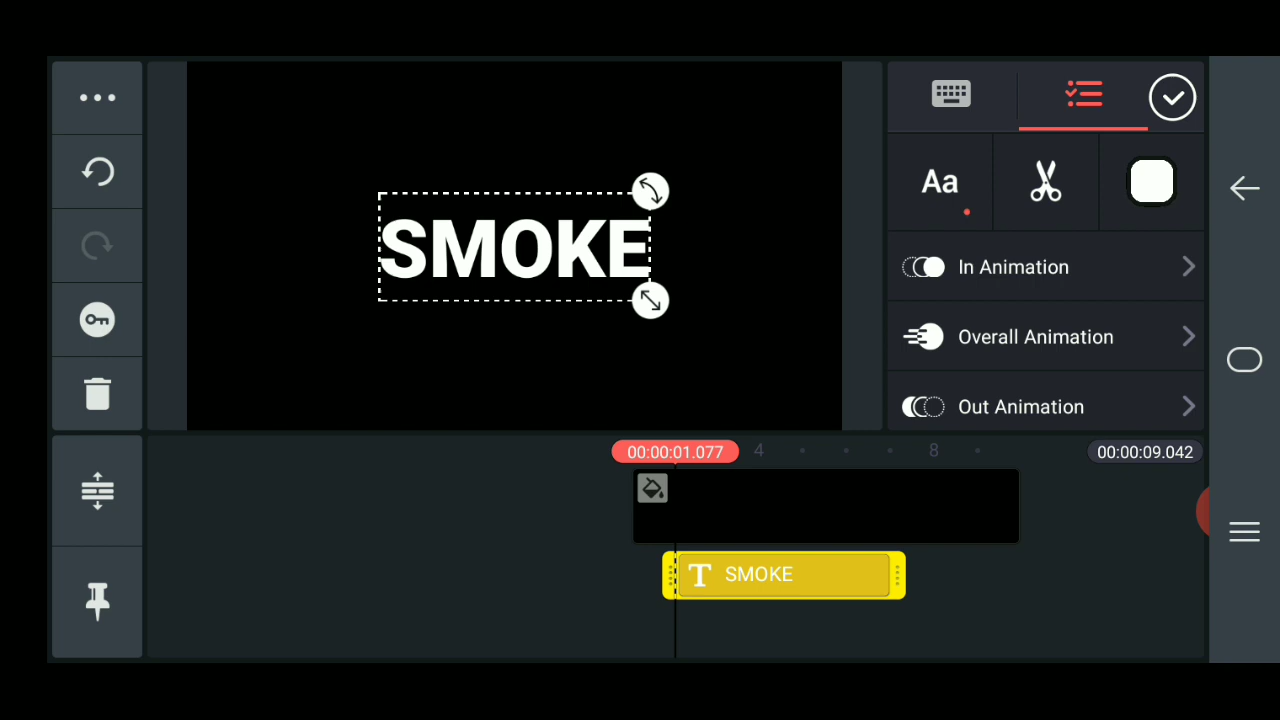 SMOKE
Aa
In Animation
Overall Animation
Out Animation
00:00:01.077
4
8
00:00:09.042
T SMOKE